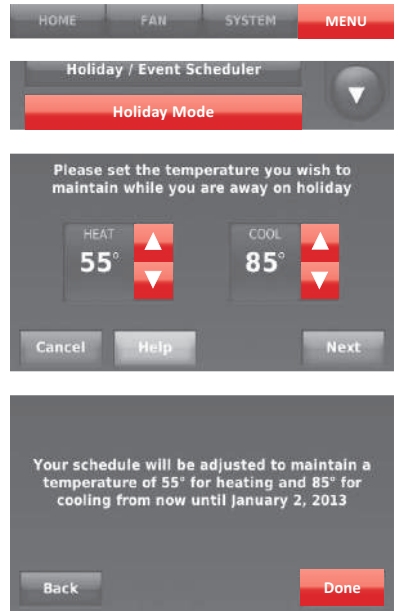 HOME FAN SYSTEM MENU
Holiday / Event Scheduler
Holiday Mode
Please set the temperature you wish to
maintain while you are away on holiday
HEAT COOL
55° 85°
Cancel Help Next
Your schedule will be adjusted to maintain a
temperature of 55° for heating and 85° for
cooling from now until January 2, 2013
Back Done